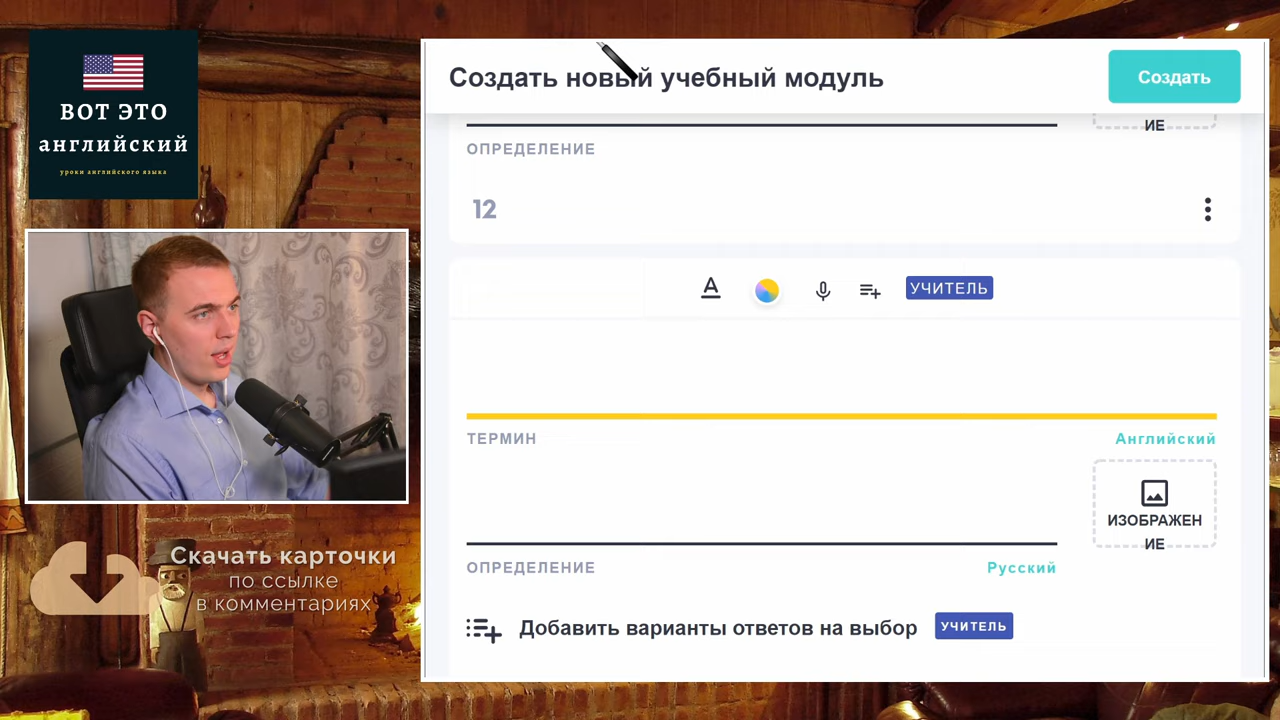 ВОТ ЭТО
английский
уроки английского языка
Скачать карточки
по ссылке
в комментариях
Создать новый учебный модуль
Создать
ИЕ
ОПРЕДЕЛЕНИЕ
12
УЧИТЕЛЬ
ТЕРМИН
Английский
ИЗОБРАЖЕН
ИЕ
ОПРЕДЕЛЕНИЕ
Русский
Добавить варианты ответов на выбор
УЧИТЕЛЬ